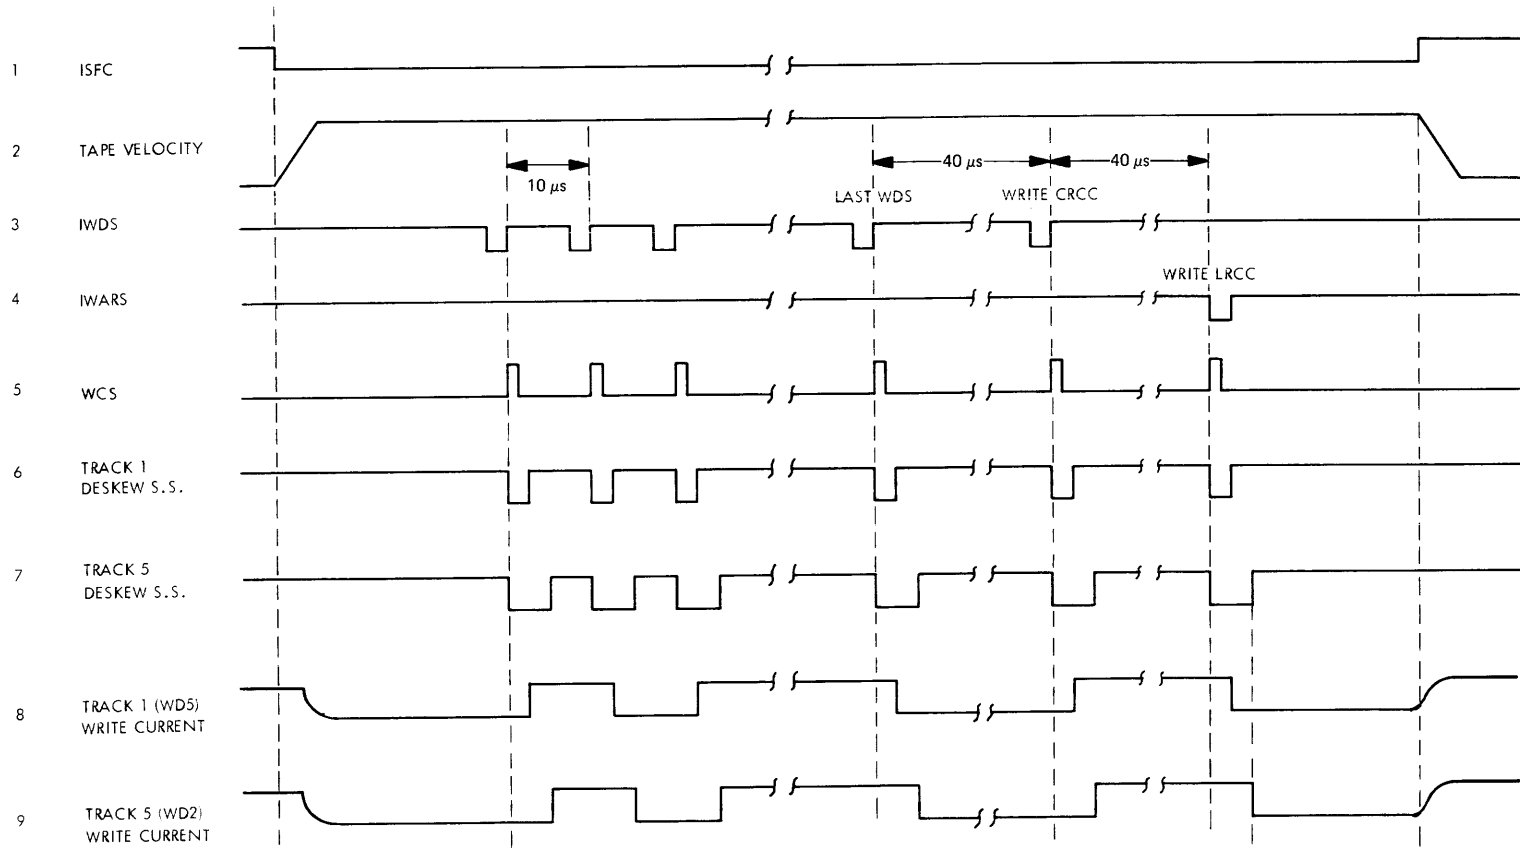 1 ISFC
2 TAPE VELOCITY
10 µs
40 µs
40 µs
LAST WDS
WRITE CRCC
3 IWDS
WRITE LRCC
4 IWARS
5 WCS
6 TRACK 1
DESKEW S.S.
7 TRACK 5
DESKEW S.S.
8 TRACK 1 (WD5)
WRITE CURRENT
9 TRACK 5 (WD2)
WRITE CURRENT